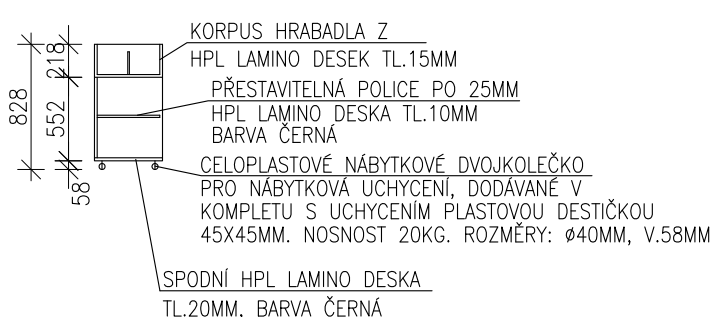 KORPUS HRABADLA Z
HPL LAMINO DESEK TL.15MM
PŘESTAVITELNÁ POLICE PO 25MM
HPL LAMINO DESKA TL.10MM
BARVA ČERNÁ
CELOPLASTOVÉ NÁBYTKOVÉ DVOJKOLEČKO
PRO NÁBYTKOVÁ UCHYCENÍ, DODÁVANÉ V
KOMPLETU S UCHYCENÍM PLASTOVOU DESTIČKOU
45X45MM. NOSNOST 20KG. ROZMĚRY: Ø40MM, V.58MM
SPODNÍ HPL LAMINO DESKA
TL.20MM, BARVA ČERNÁ
828
218
552
58